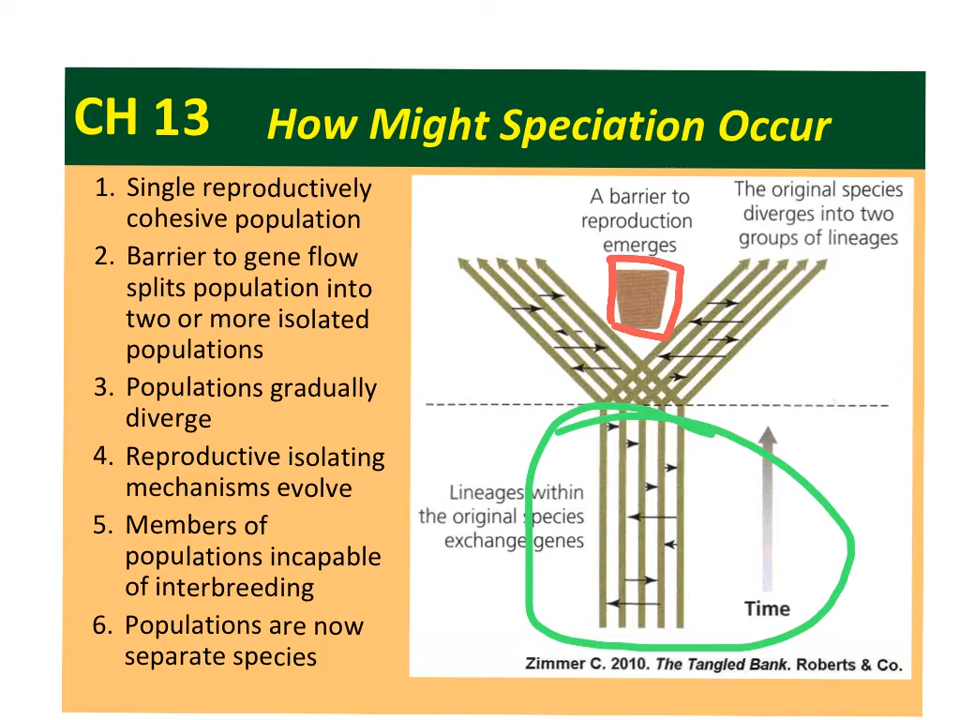 CH 13 How Might Speciation Occur
1. Single reproductively
cohesive population
2. Barrier to gene flow
splits population into
two or more isolated
populations
3. Populations gradually
diverge
4. Reproductive isolating
mechanisms evolve
5. Members of
populations incapable
of interbreeding
6. Populations are now
separate species
A barrier to
reproduction
emerges
The original species
diverges into two
groups of lineages
Lineages within
the original species
exchange genes
Time
Zimmer C. 2010. The Tangled Bank. Roberts & Co.